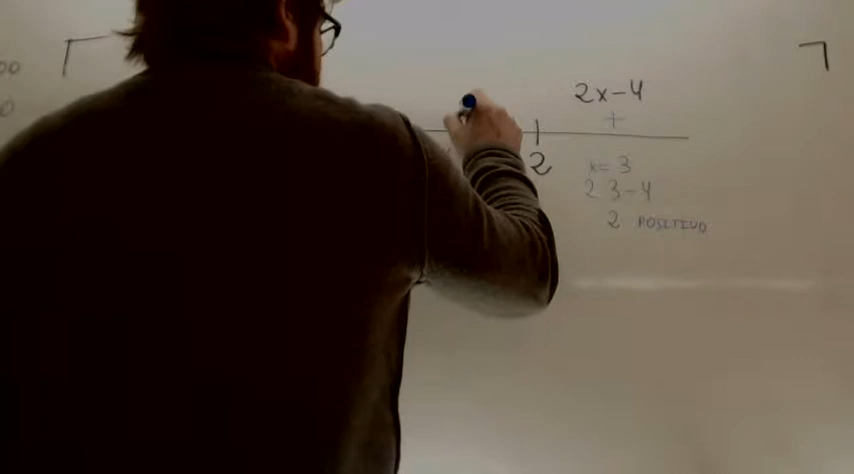 2x-4
+
2
x= 3
2 3-4
2 POSITIVO